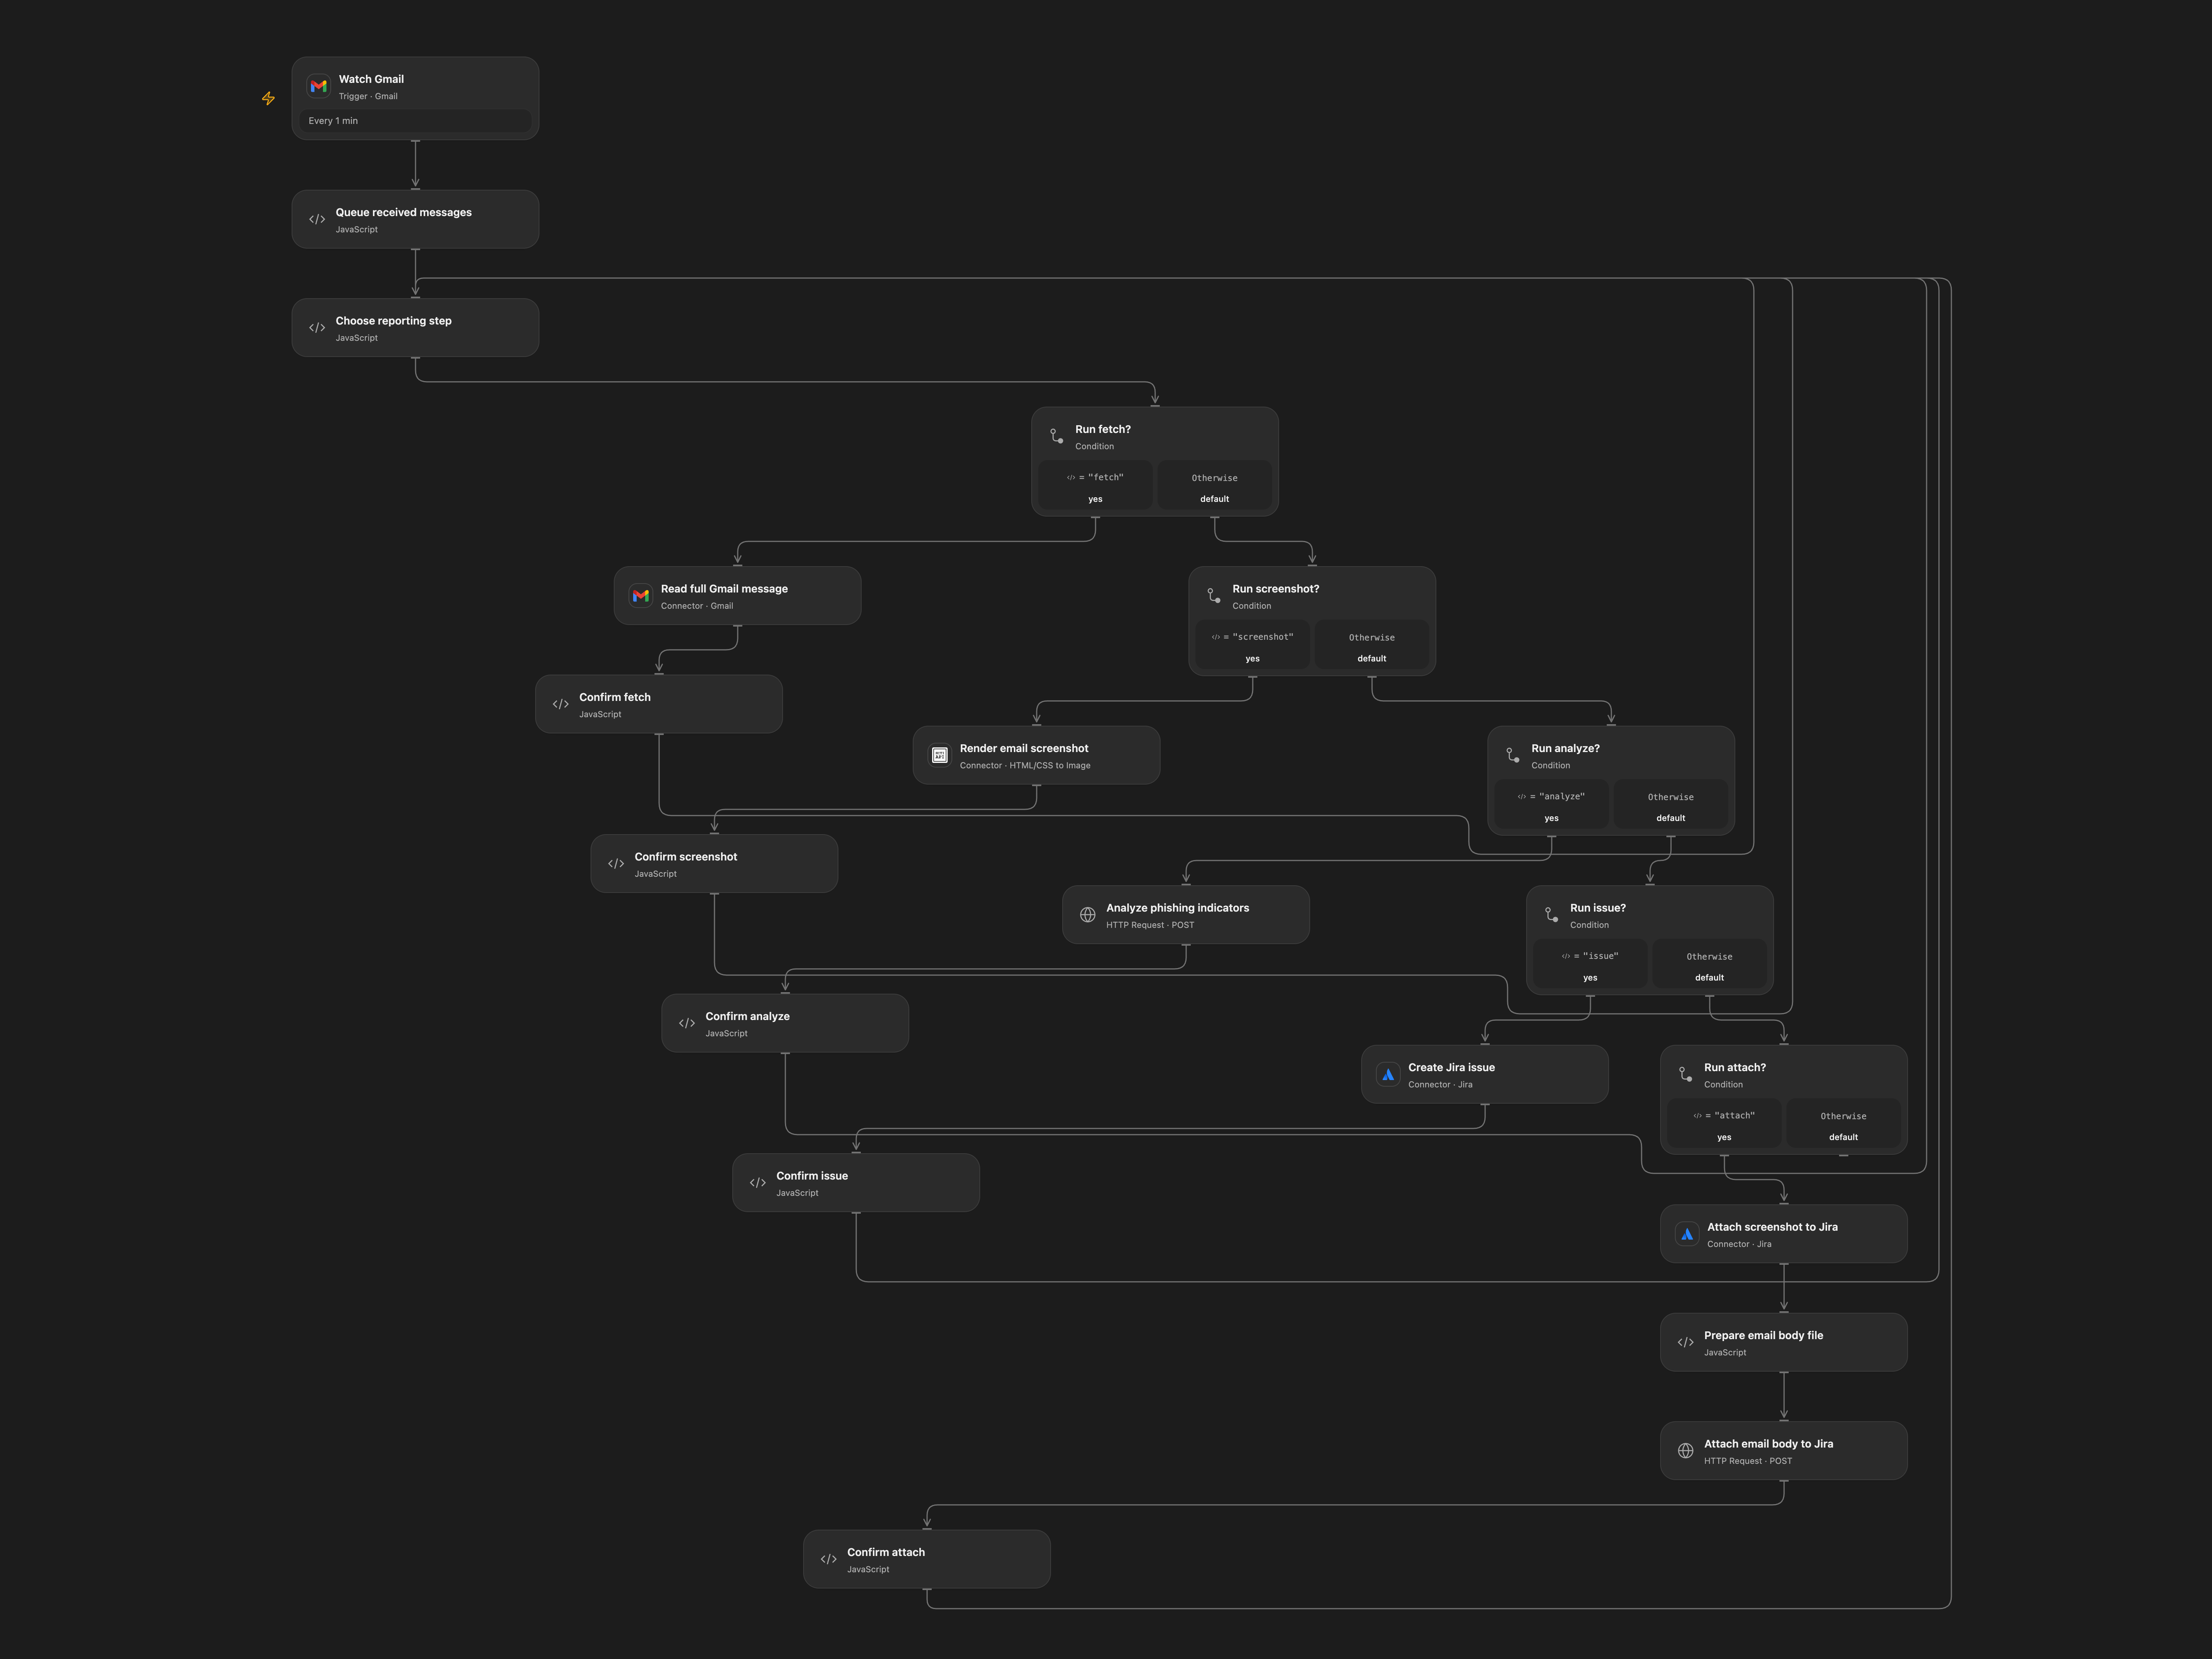 Watch Gmail
Trigger · Gmail
Every 1 min
Queue received messages
JavaScript
Choose reporting step
JavaScript
Run fetch?
Condition
</> = "fetch"
yes
Otherwise
default
Read full Gmail message
Connector · Gmail
Run screenshot?
Condition
</> = "screenshot"
yes
Otherwise
default
Confirm fetch
JavaScript
Render email screenshot
Connector · HTML/CSS to Image
Run analyze?
Condition
</> = "analyze"
yes
Otherwise
default
Confirm screenshot
JavaScript
Analyze phishing indicators
HTTP Request · POST
Run issue?
Condition
</> = "issue"
yes
Otherwise
default
Confirm analyze
JavaScript
Create Jira issue
Connector · Jira
Run attach?
Condition
</> = "attach"
yes
Otherwise
default
Confirm issue
JavaScript
Attach screenshot to Jira
Connector · Jira
Prepare email body file
JavaScript
Attach email body to Jira
HTTP Request · POST
Confirm attach
JavaScript